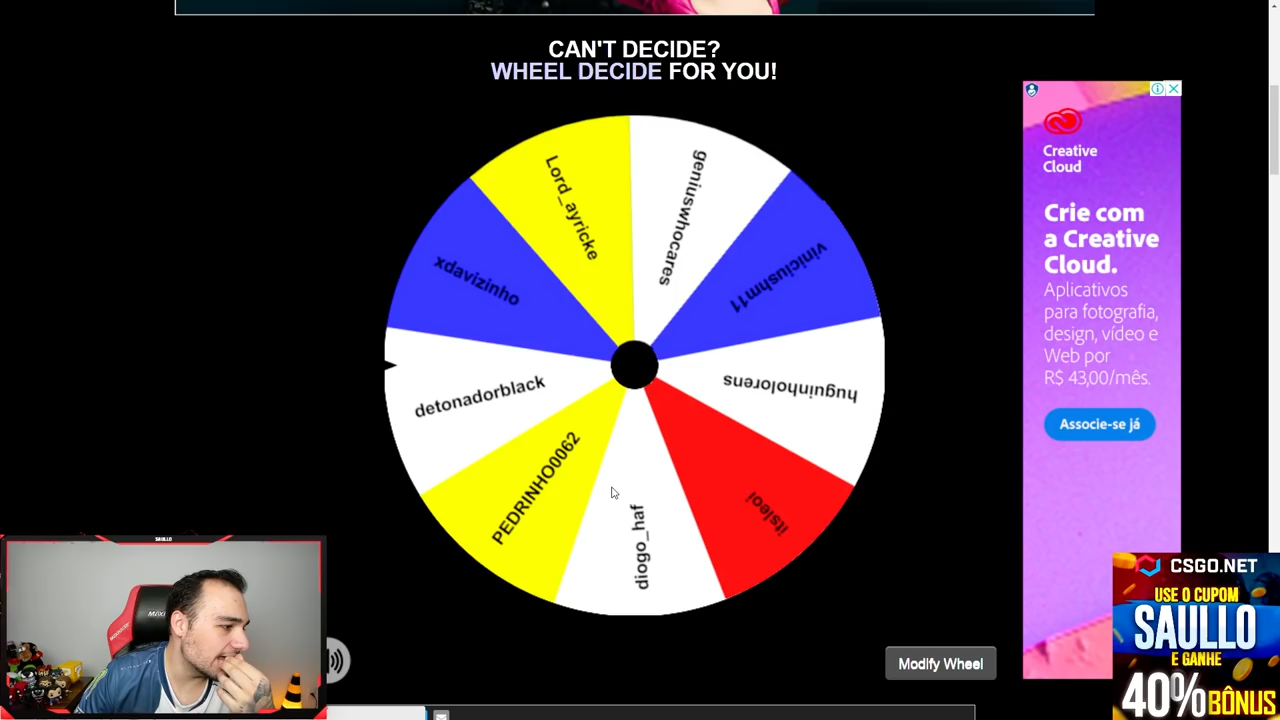 CAN'T DECIDE?
WHEEL DECIDE FOR YOU!
Lord_ayricke
geniuswhocares
viniciushm11
huguinholorens
itsleoi
diogo_haf
PEDRINHO0062
detonadorblack
xdavizinho
Creative
Cloud
Crie com
a Creative
Cloud.
Aplicativos
para fotografia,
design, vídeo e
Web por
R$ 43,00/mês.
Associe-se já
Modify Wheel
SAULLO
CSGO.NET
USE O CUPOM
SAULLO
E GANHE
40% BÔNUS